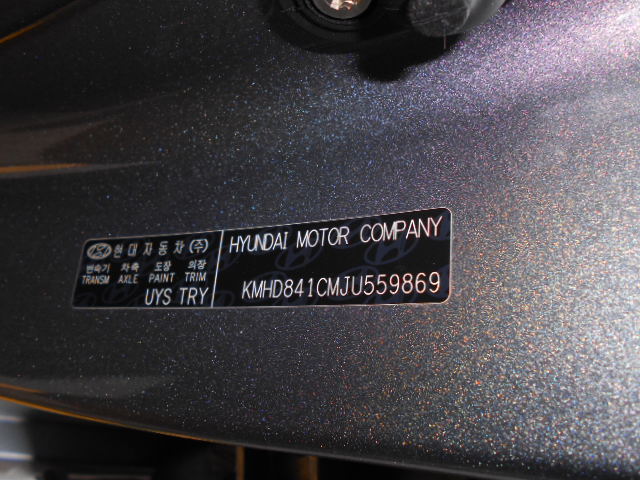 현대자동차(주)
변속기 차축 도장 의장
TRANSM AXLE PAINT TRIM
UYS TRY
HYUNDAI MOTOR COMPANY
KMHD841CMJU559869